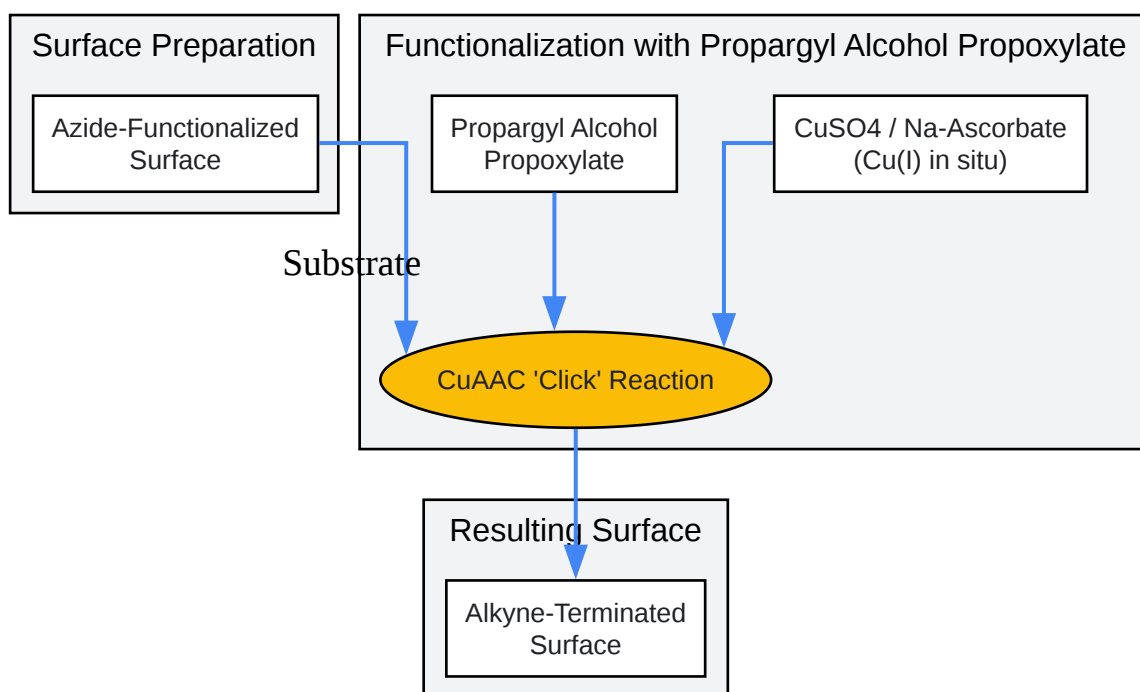 Surface Preparation
Functionalization with Propargyl Alcohol Propoxylate
Azide-Functionalized
Surface
Propargyl Alcohol
Propoxylate
CuSO4 / Na-Ascorbate
(Cu(I) in situ)
Substrate
CuAAC 'Click' Reaction
Resulting Surface
Alkyne-Terminated
Surface